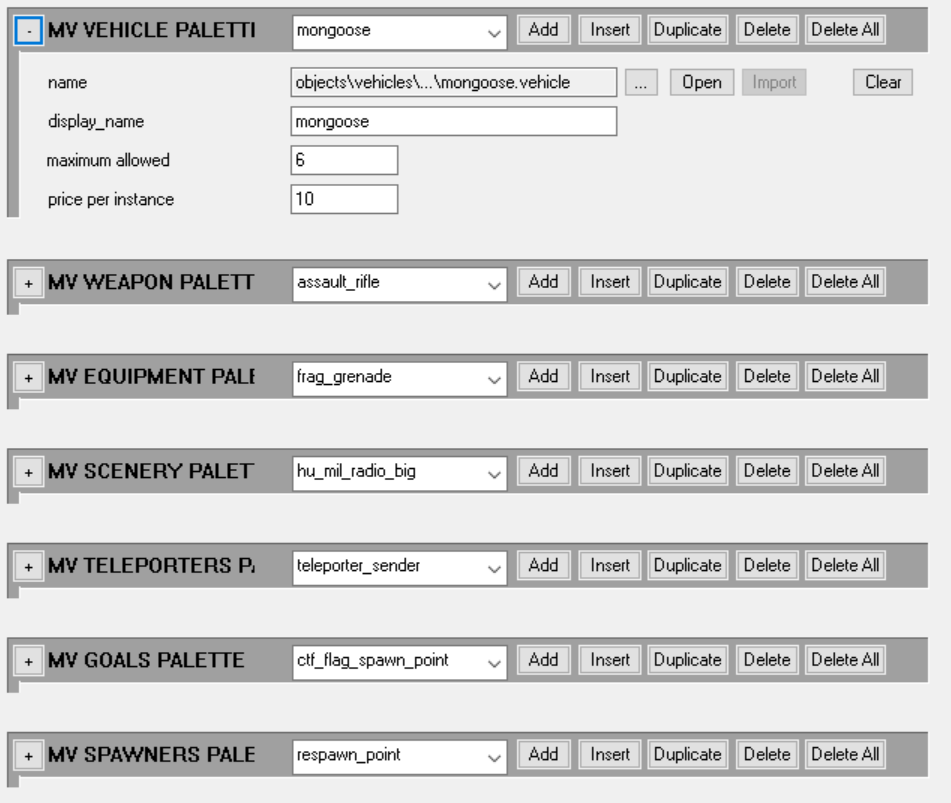 - MV VEHICLE PALETTI mongoose Add Insert Duplicate Delete Delete All
name objects\vehicles\...\mongoose.vehicle ... Open Import Clear
display_name mongoose
maximum allowed 6
price per instance 10
+ MV WEAPON PALETT assault_rifle Add Insert Duplicate Delete Delete All
+ MV EQUIPMENT PALE frag_grenade Add Insert Duplicate Delete Delete All
+ MV SCENERY PALET hu_mil_radio_big Add Insert Duplicate Delete Delete All
+ MV TELEPORTERS P teleporter_sender Add Insert Duplicate Delete Delete All
+ MV GOALS PALETTE ctf_flag_spawn_point Add Insert Duplicate Delete Delete All
+ MV SPAWNERS PALE respawn_point Add Insert Duplicate Delete Delete All